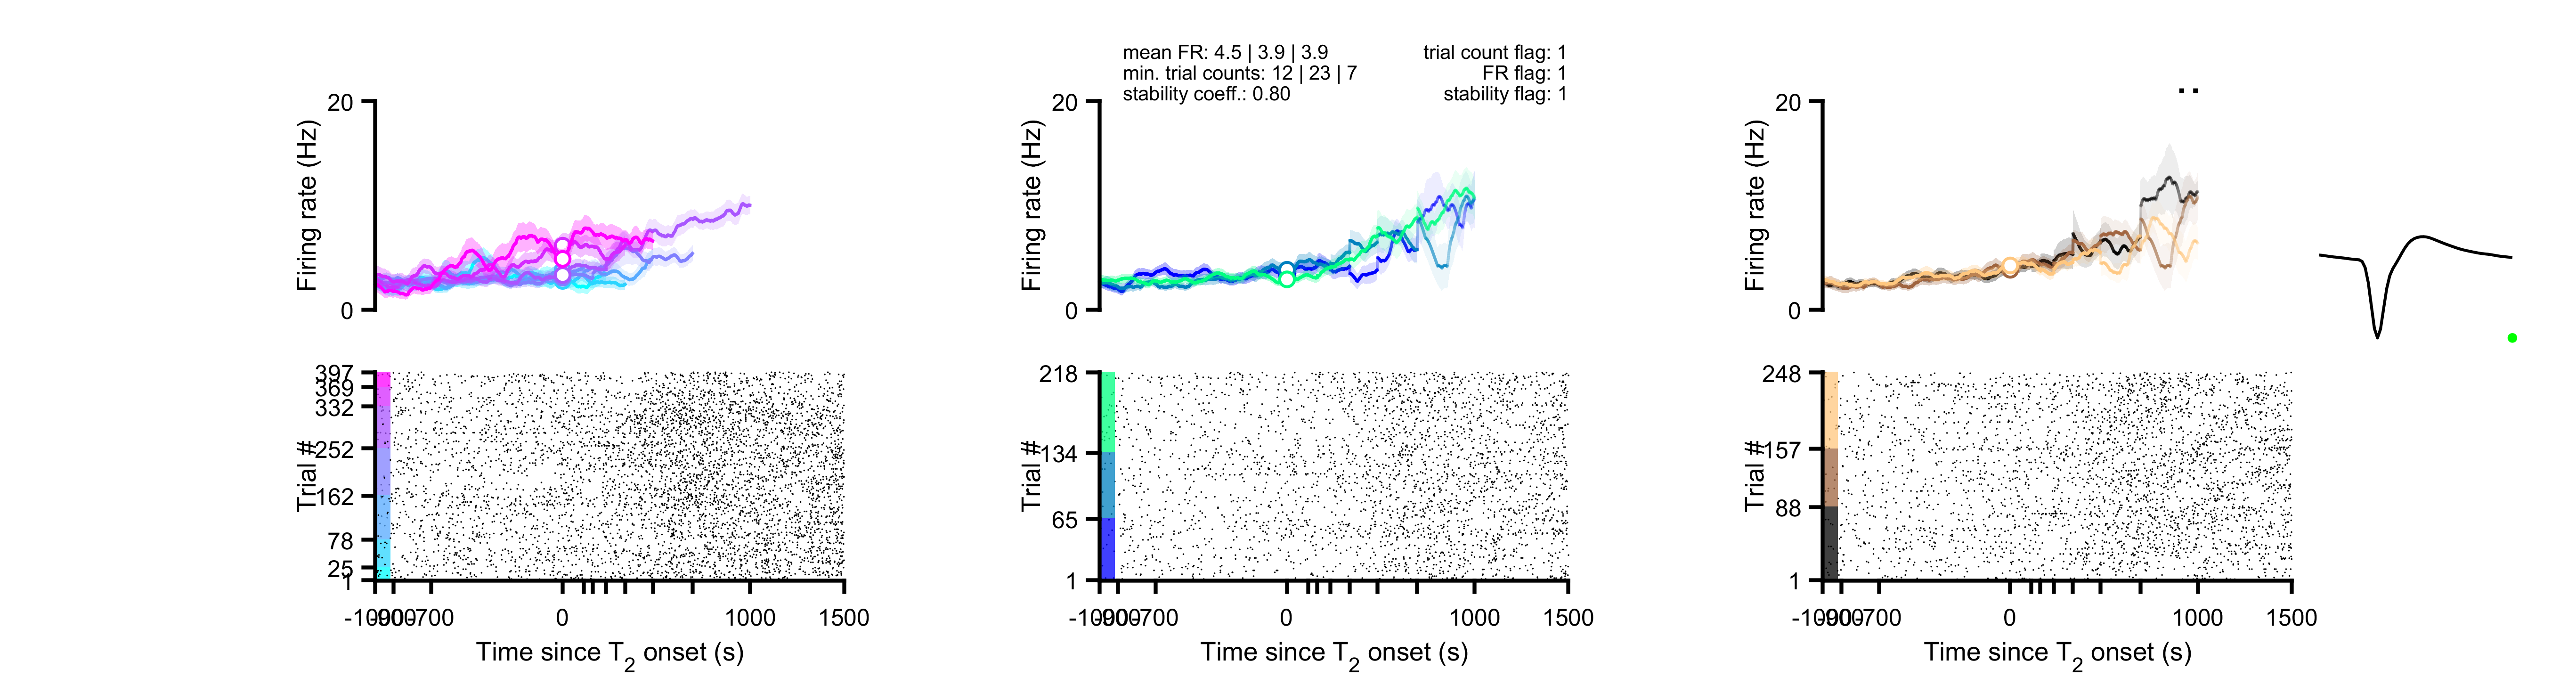 mean FR: 4.5 | 3.9 | 3.9
min. trial counts: 12 | 23 | 7
stability coeff.: 0.80
trial count flag: 1
FR flag: 1
stability flag: 1
20
0
Firing rate (Hz)
20
0
Firing rate (Hz)
20
0
Firing rate (Hz)
397
369
332
252
162
78
25
1
Trial #
0
1000
1500
-700
Time since T2 onset (s)
218
134
65
1
Trial #
-700
0
1000
1500
Time since T2 onset (s)
248
157
88
1
Trial #
-700
0
1000
1500
Time since T2 onset (s)